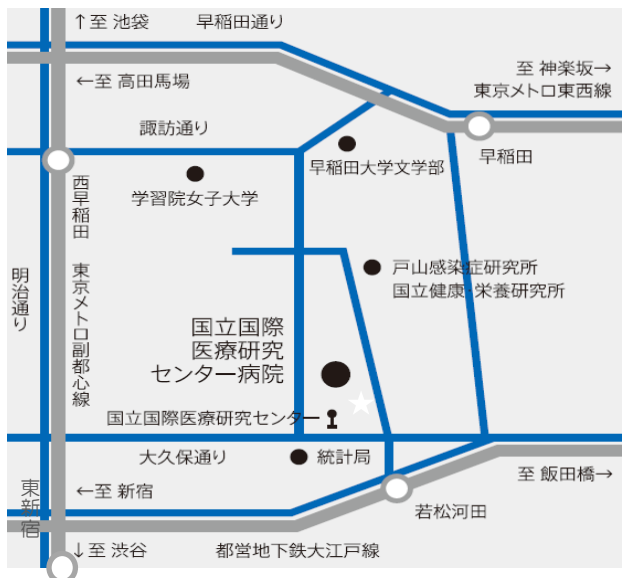 ↑至 池袋
早稲田通り
至 神楽坂→
東京メトロ東西線
←至 高田馬場
諏訪通り
早稲田
早稲田大学文学部
学習院女子大学
西早稲田
東京メトロ副都心線
明治通り
戸山感染症研究所
国立健康・栄養研究所
国立国際
医療研究
センター病院
国立国際医療研究センター
大久保通り
統計局
至 飯田橋→
東新宿
←至 新宿
若松河田
↓至 渋谷
都営地下鉄大江戸線